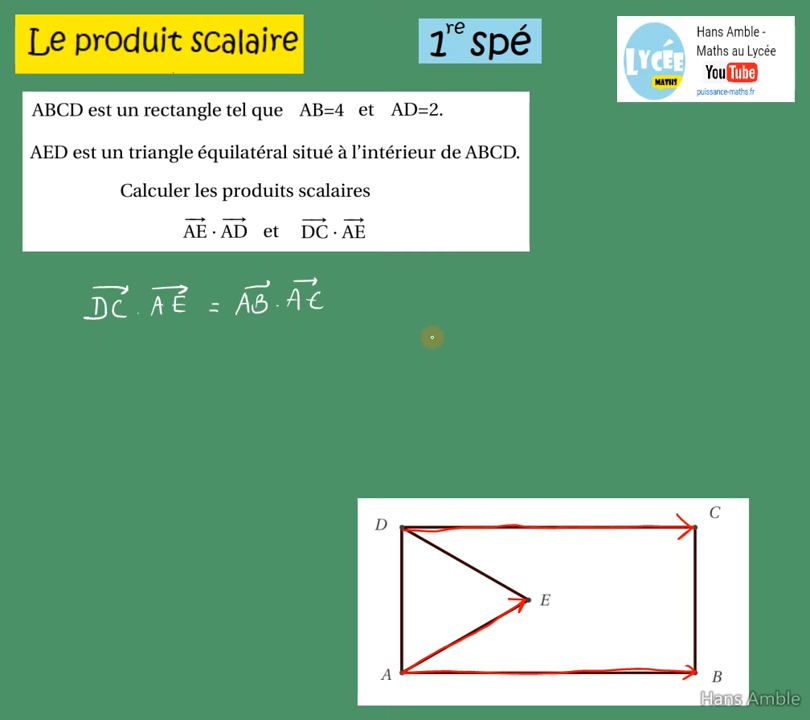 Le produit scalaire
1re spé
Hans Amble -
Maths au Lycée
YouTube
puissance-maths.fr
LYCÉE
MATHS
ABCD est un rectangle tel que AB=4 et AD=2.
AED est un triangle équilatéral situé à l'intérieur de ABCD.
Calculer les produits scalaires
AE · AD et DC · AE
DC . AE = AB . AE
D
C
E
A
B
Hans Amble